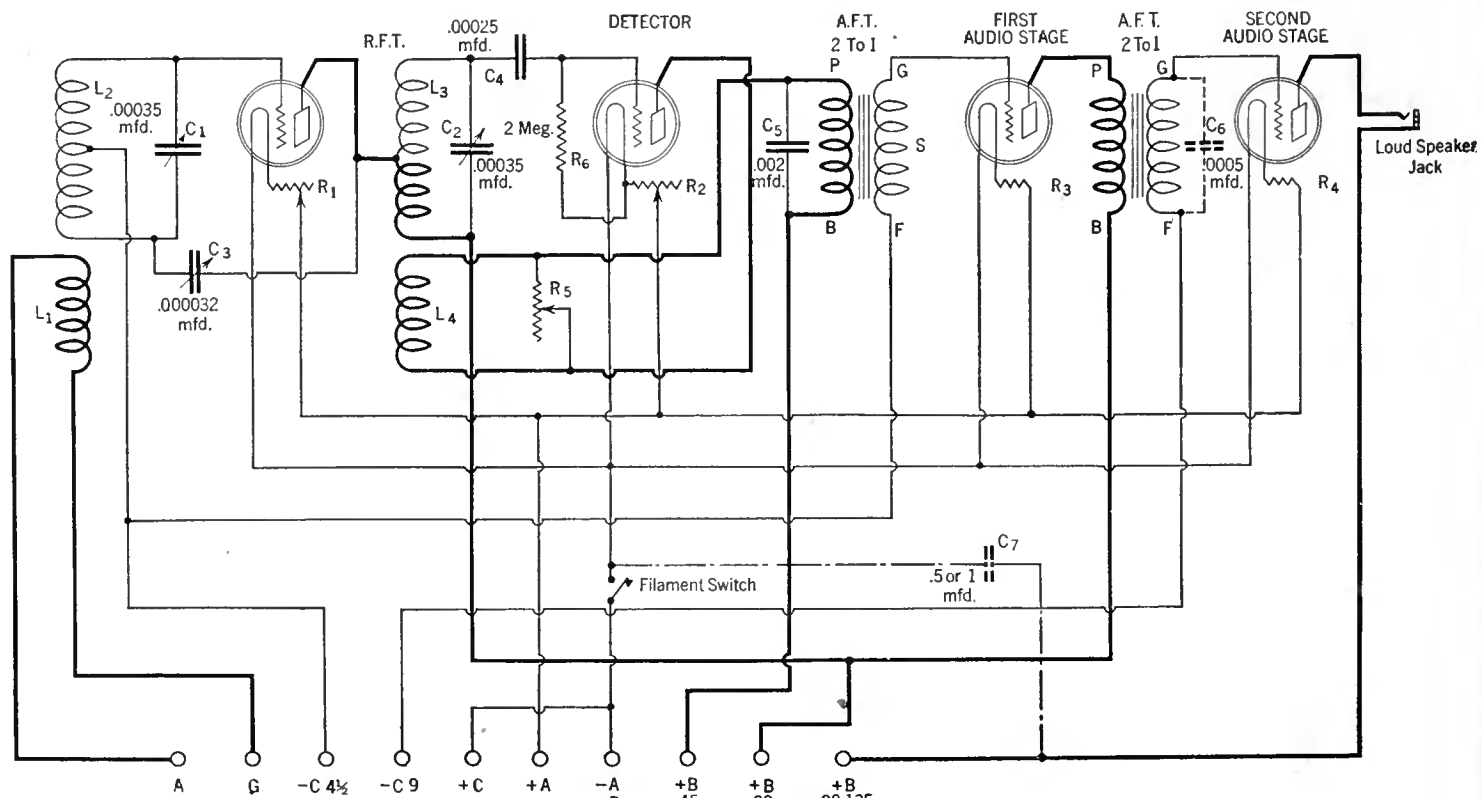 DETECTOR
A.F.T.
2 To 1
FIRST
AUDIO STAGE
A.F.T.
2 To 1
SECOND
AUDIO STAGE
R.F.T.
.00025
mfd.
C4
L2
.00035
mfd.
C1
R1
L3
C2
.00035
mfd.
2 Meg.
R6
R2
P
G
C5
.002
mfd.
S
B
F
R3
P
G
C6
.0005
mfd.
B
F
R4
Loud Speaker
Jack
C3
.000032
mfd.
L1
L4
R5
C7
.5 or 1
mfd.
Filament Switch
A
G
-C 4½
-C 9
+C
+A
-A
+B
+B
+B